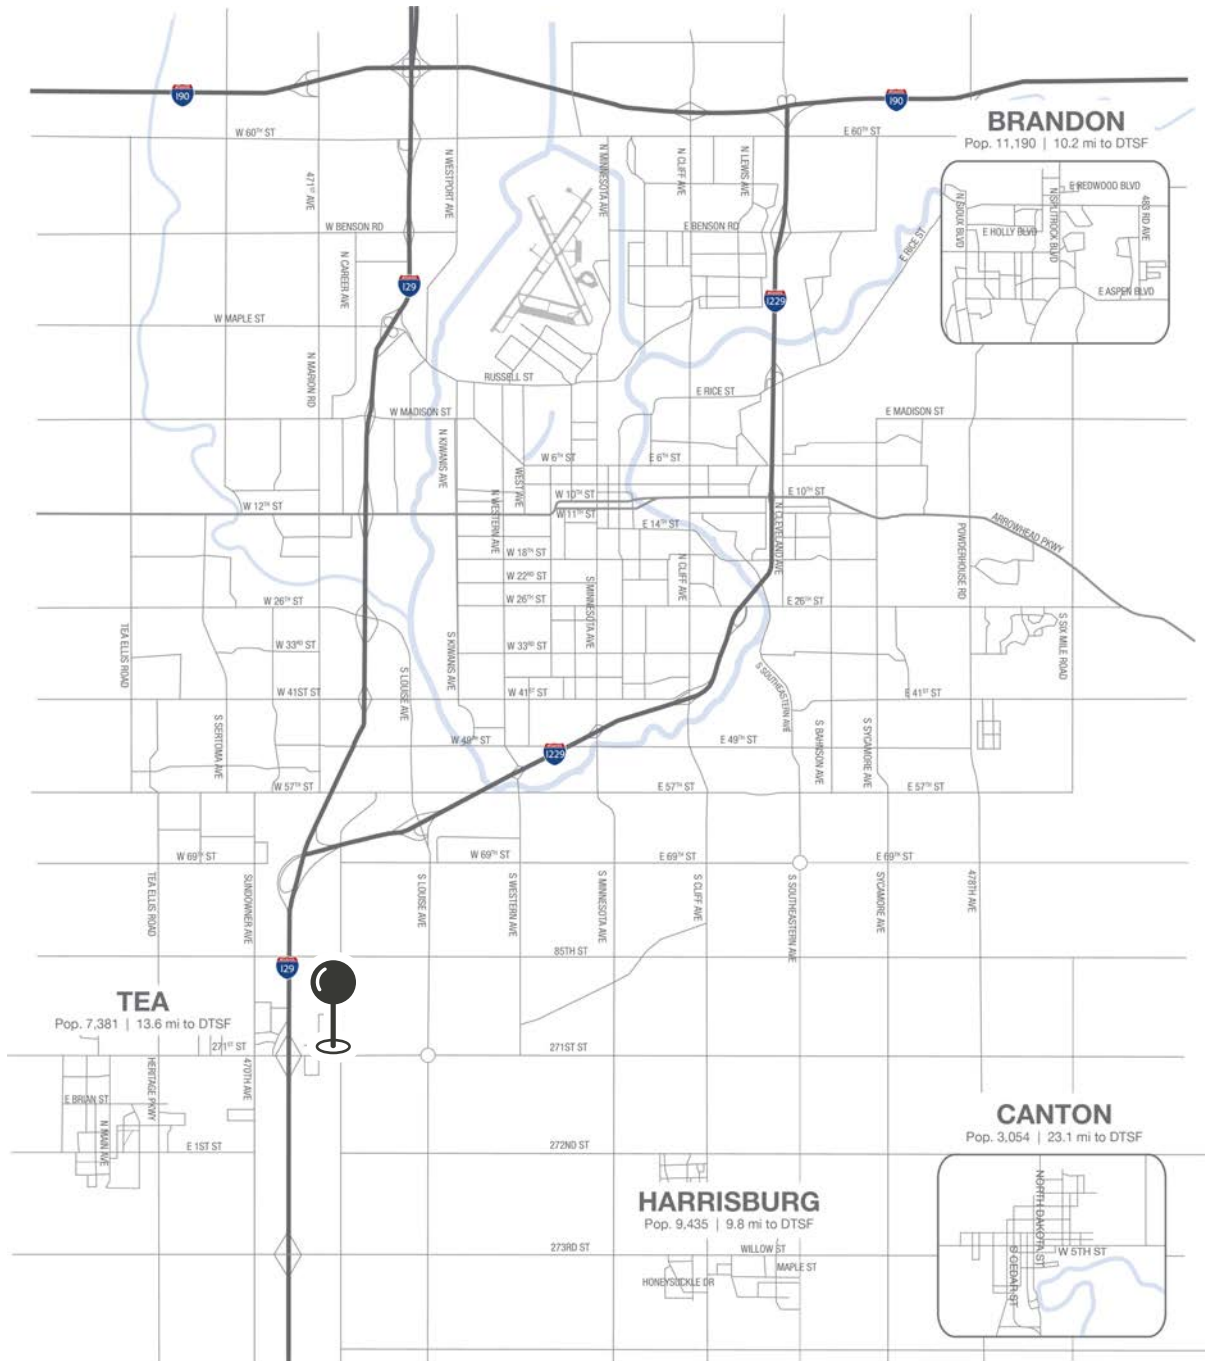 I90
I90
W 60TH ST
E 60TH ST
BRANDON
Pop. 11,190 | 10.2 mi to DTSF
471ST AVE
N WESTPORT AVE
N MINNESOTA AVE
N CLIFF AVE
N LEWIS AVE
E REDWOOD BLVD
N SIOUX BLVD
N SPLITROCK BLVD
483 RD AVE
E HOLLY BLVD
E ASPEN BLVD
W BENSON RD
E BENSON RD
E RICE ST
N CAREER AVE
I29
I229
W MAPLE ST
N MARION RD
RUSSELL ST
E RICE ST
W MADISON ST
E MADISON ST
N KIWANIS AVE
W 6TH ST
E 6TH ST
WEST AVE
N WESTERN AVE
W 10TH ST
E 10TH ST
W 12TH ST
W 11TH ST
E 14TH ST
N CLEVELAND AVE
ARROWHEAD PKWY
POWDERHOUSE RD
W 18TH ST
N CLIFF AVE
W 22ND ST
S MINNESOTA AVE
W 26TH ST
W 26TH ST
E 26TH ST
TEA ELLIS ROAD
W 33RD ST
S KIWANIS AVE
W 33RD ST
S SIX MILE ROAD
S LOUISE AVE
S SOUTHEASTERN AVE
W 41ST ST
W 41ST ST
E 41ST ST
S SERTOMA AVE
S BAHNSON AVE
S SYCAMORE AVE
W 49TH ST
E 49TH ST
I229
W 57TH ST
E 57TH ST
E 57TH ST
W 69TH ST
W 69TH ST
E 69TH ST
E 69TH ST
TEA ELLIS ROAD
SUNDOWNER AVE
S LOUISE AVE
S WESTERN AVE
S MINNESOTA AVE
S CLIFF AVE
S SOUTHEASTERN AVE
SYCAMORE AVE
478TH AVE
85TH ST
I29
TEA
Pop. 7,381 | 13.6 mi to DTSF
271ST ST
271ST ST
HERITAGE PKWY
470TH AVE
E BRIAN ST
N MAIN AVE
E 1ST ST
272ND ST
CANTON
Pop. 3,054 | 23.1 mi to DTSF
NORTH DAKOTA ST
W 5TH ST
S CEDAR ST
HARRISBURG
Pop. 9,435 | 9.8 mi to DTSF
273RD ST
WILLOW ST
MAPLE ST
HONEYSUCKLE DR